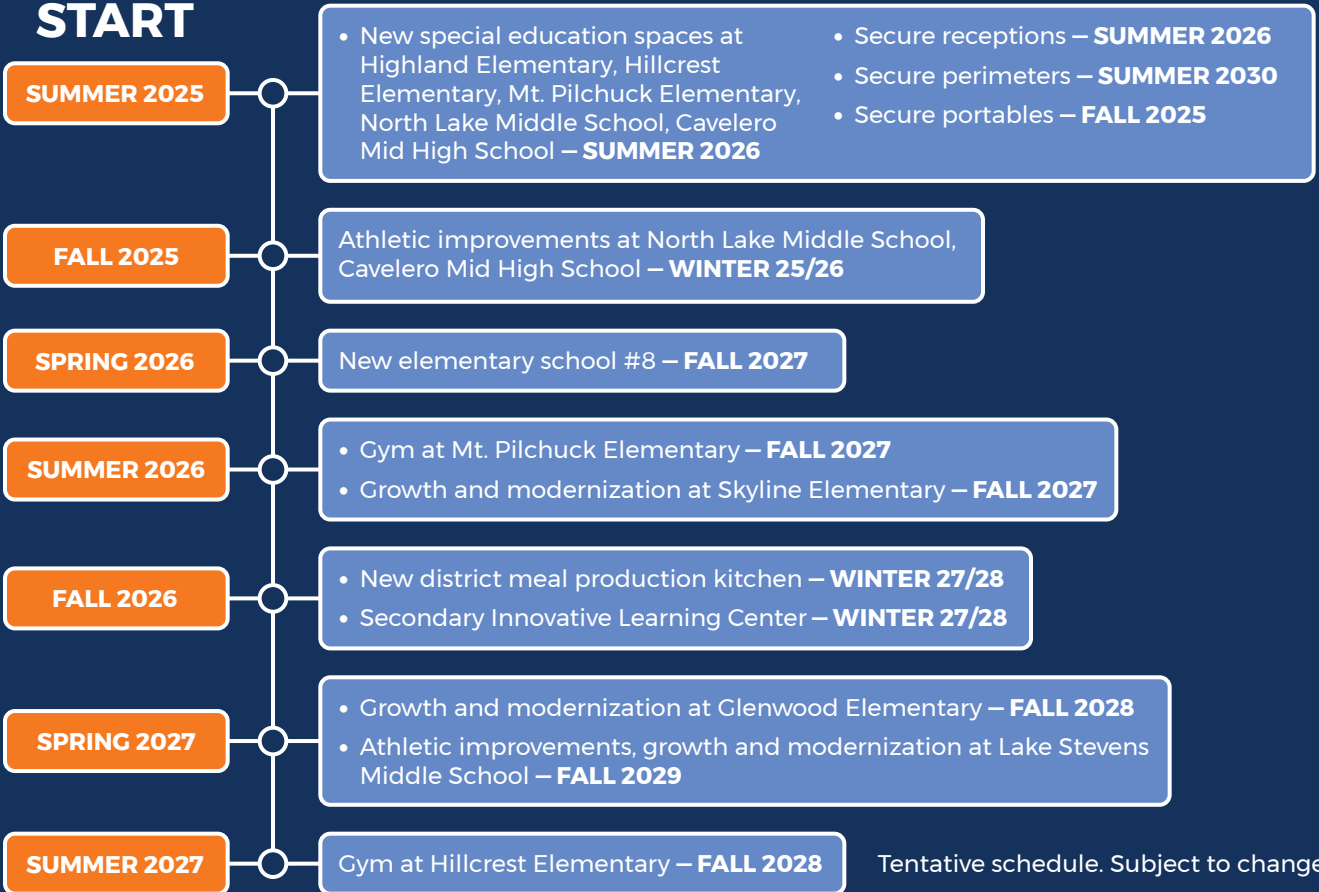 START
SUMMER 2025
• New special education spaces at
Highland Elementary, Hillcrest
Elementary, Mt. Pilchuck Elementary,
North Lake Middle School, Cavelero
Mid High School – SUMMER 2026
• Secure receptions – SUMMER 2026
• Secure perimeters – SUMMER 2030
• Secure portables – FALL 2025
FALL 2025
Athletic improvements at North Lake Middle School,
Cavelero Mid High School – WINTER 25/26
SPRING 2026
New elementary school #8 – FALL 2027
SUMMER 2026
• Gym at Mt. Pilchuck Elementary – FALL 2027
• Growth and modernization at Skyline Elementary – FALL 2027
FALL 2026
• New district meal production kitchen – WINTER 27/28
• Secondary Innovative Learning Center – WINTER 27/28
SPRING 2027
• Growth and modernization at Glenwood Elementary – FALL 2028
• Athletic improvements, growth and modernization at Lake Stevens
Middle School – FALL 2029
SUMMER 2027
Gym at Hillcrest Elementary – FALL 2028
Tentative schedule. Subject to change